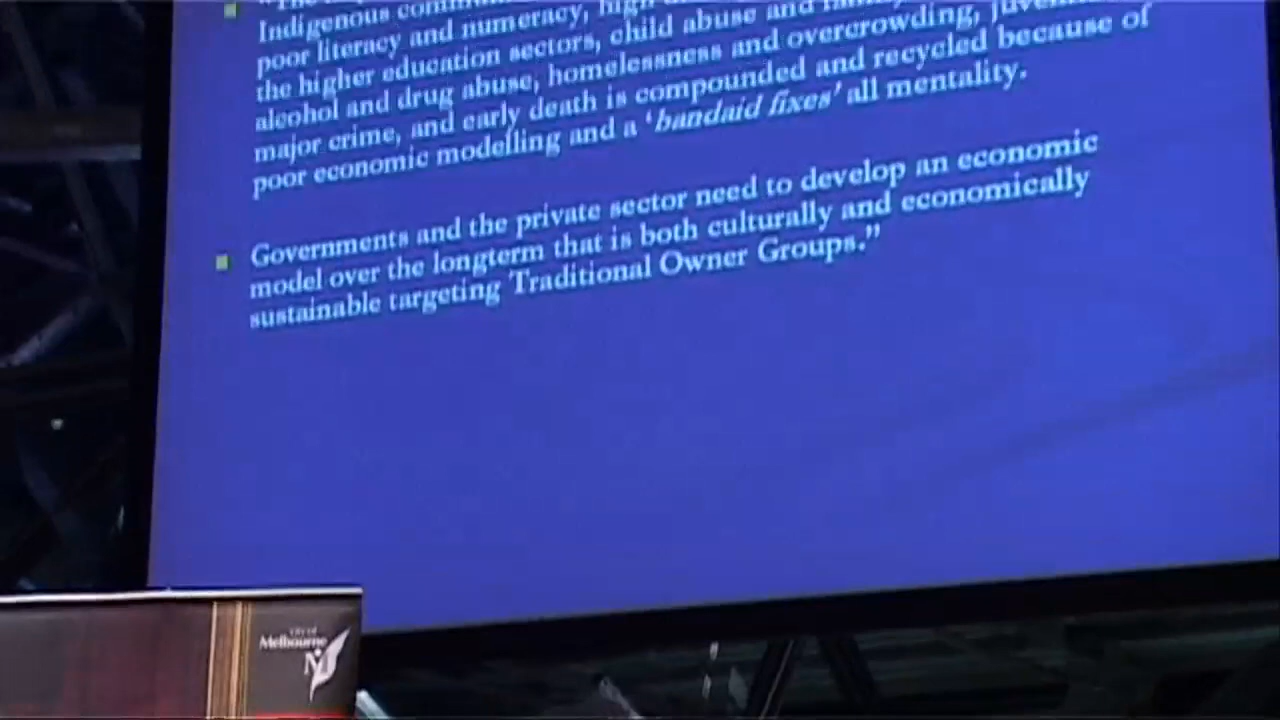 Indigenous
poor literacy and numeracy, high
the higher education sectors, child abuse and
alcohol and drug abuse, homelessness and overcrowding,
major crime, and early death is compounded and recycled because of
poor economic modelling and a 'bandaid fixes' all mentality.
Governments and the private sector need to develop an economic
model over the longterm that is both culturally and economically
sustainable targeting Traditional Owner Groups.”
City of
Melbourne
M